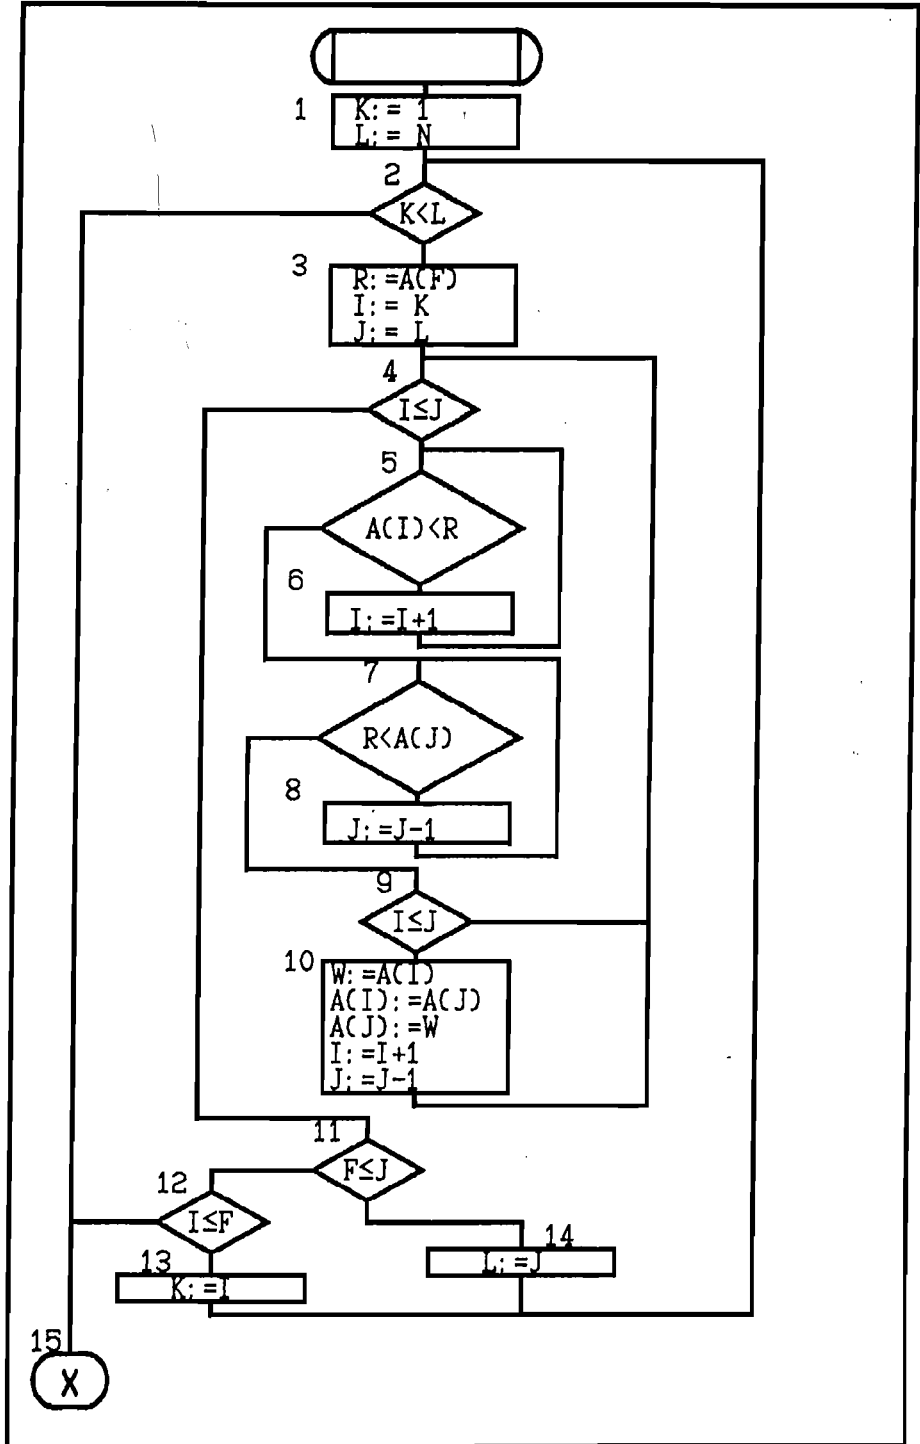 1
K:= 1
L:= N
2
K<L
3
R:=A(F)
I:= K
J:= L
4
I≤J
5
A(I)<R
6
I:=I+1
7
R<A(J)
8
J:=J-1
9
I≤J
10
W:=A(I)
A(I):=A(J)
A(J):=W
I:=I+1
J:=J-1
11
F≤J
12
I≤F
14
L:=J
13
K:=I
15
X